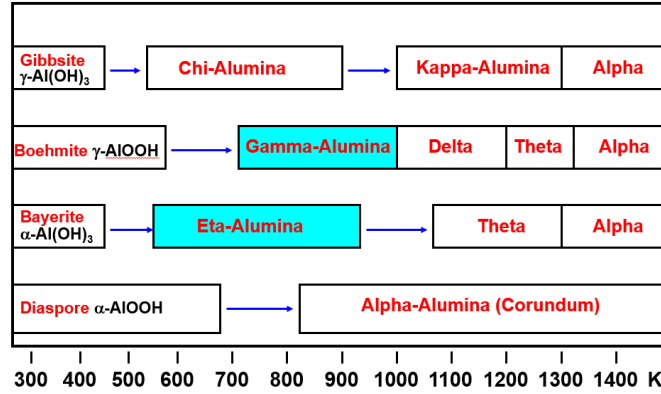 Gibbsite
γ-Al(OH)₃
Chi-Alumina
Kappa-Alumina
Alpha
Boehmite γ-AlOOH
Gamma-Alumina
Delta
Theta
Alpha
Bayerite
α-Al(OH)₃
Eta-Alumina
Theta
Alpha
Diaspore α-AlOOH
Alpha-Alumina (Corundum)
300 400 500 600 700 800 900 1000 1100 1200 1300 1400 K